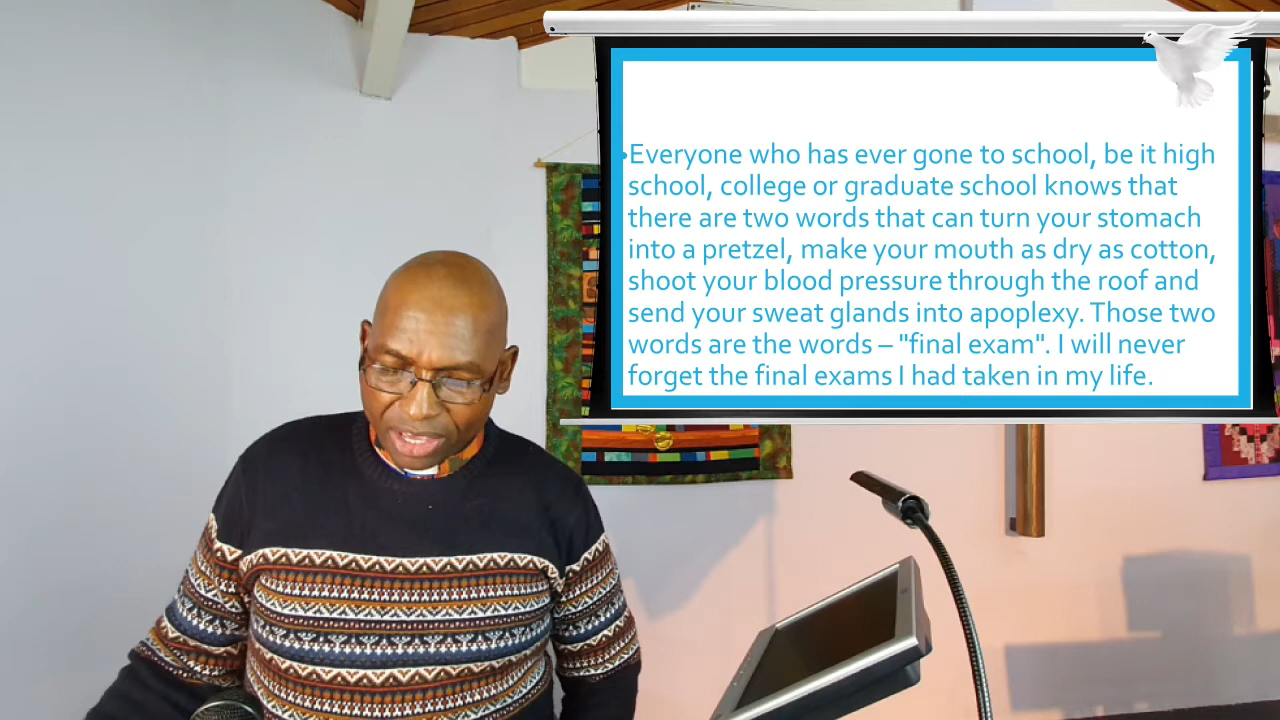 •Everyone who has ever gone to school, be it high
school, college or graduate school knows that
there are two words that can turn your stomach
into a pretzel, make your mouth as dry as cotton,
shoot your blood pressure through the roof and
send your sweat glands into apoplexy. Those two
words are the words – "final exam". I will never
forget the final exams I had taken in my life.